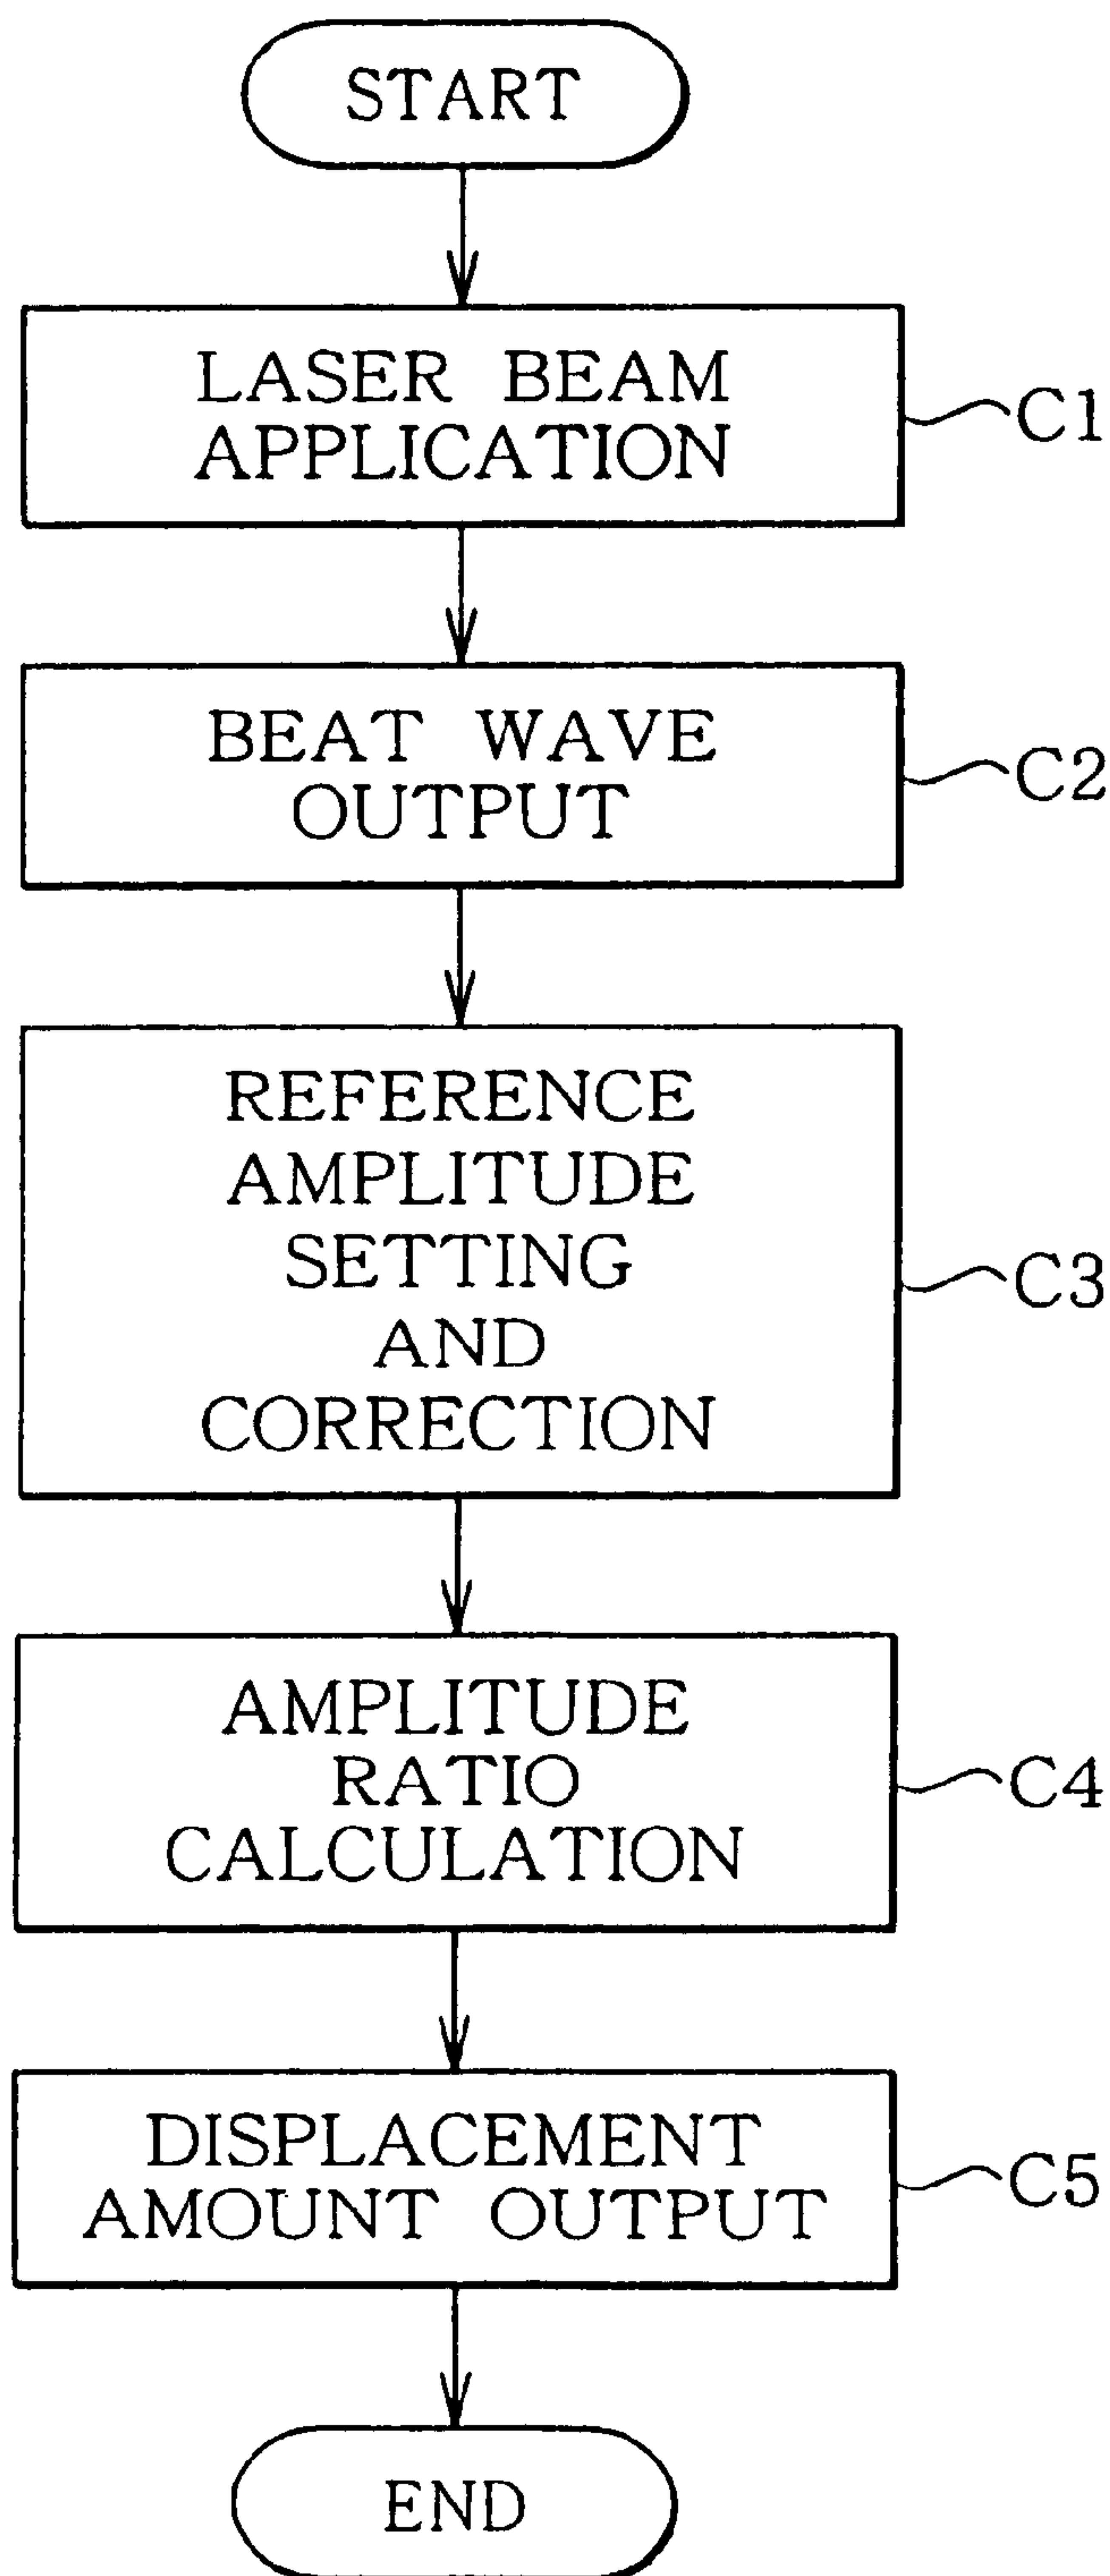 START
LASER BEAM
APPLICATION
C1
BEAT WAVE
OUTPUT
C2
REFERENCE
AMPLITUDE
SETTING
AND
CORRECTION
C3
AMPLITUDE
RATIO
CALCULATION
C4
DISPLACEMENT
AMOUNT OUTPUT
C5
END